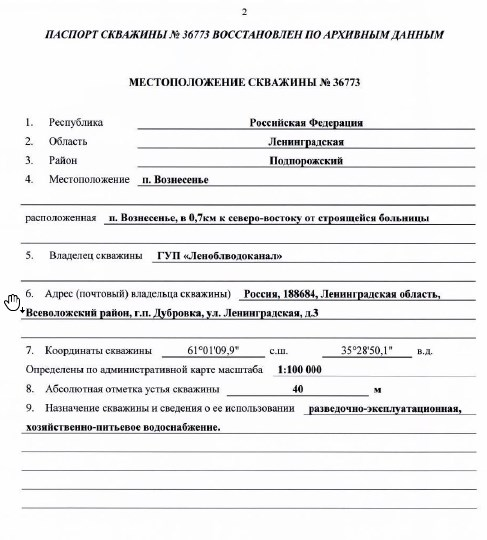 2
ПАСПОРТ СКВАЖИНЫ № 36773 ВОССТАНОВЛЕН ПО АРХИВНЫМ ДАННЫМ
МЕСТОПОЛОЖЕНИЕ СКВАЖИНЫ № 36773
1. Республика Российская Федерация
2. Область Ленинградская
3. Район Подпорожский
4. Местоположение п. Вознесенье
расположенная п. Вознесенье, в 0,7км к северо-востоку от строящейся больницы
5. Владелец скважины ГУП «Леноблводоканал»
6. Адрес (почтовый) владельца скважины) Россия, 188684, Ленинградская область,
Всеволожский район, г.п. Дубровка, ул. Ленинградская, д.3
7. Координаты скважины 61°01'09,9" с.ш. 35°28'50,1" в.д.
Определены по административной карте масштаба 1:100 000
8. Абсолютная отметка устья скважины 40 м
9. Назначение скважины и сведения о ее использовании разведочно-эксплуатационная,
хозяйственно-питьевое водоснабжение.